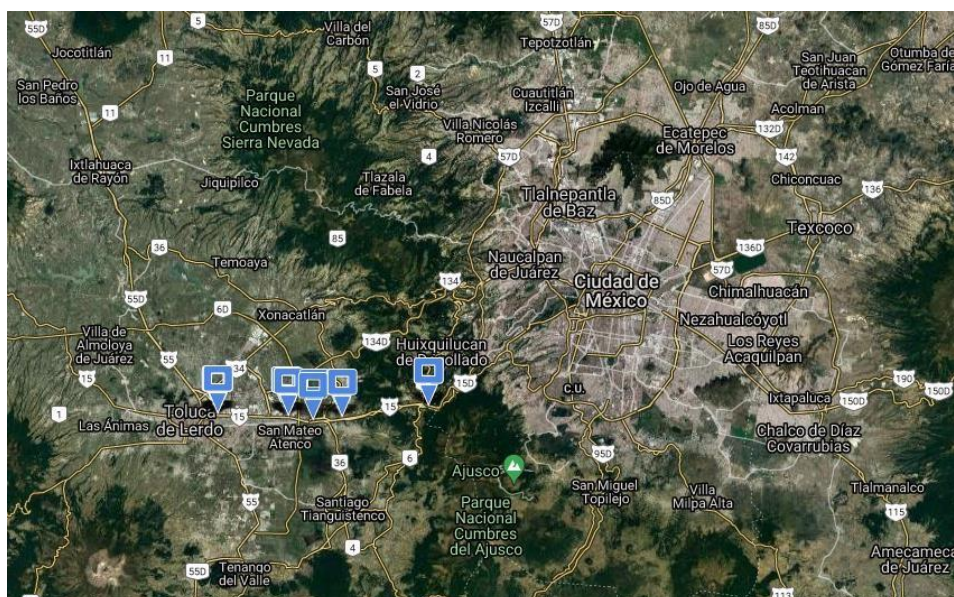 55D
5
Villa del
Carbón
57D
85D
Jocotitlán
11
Tepotzotlán
San Juan
Teotihuacan
de Arista
Otumba de
Gómez Faría
5
2
San Pedro
los Baños
San José
el Vidrio
Cuautitlán
Izcalli
Ojo de Agua
Parque
Nacional
Cumbres
Sierra Nevada
11
Acolman
Villa Nicolás
Romero
Ecatepec
de Morelos
132D
4
57D
142
Ixtlahuaca
de Rayón
Jiquipilco
Tlazala
de Fabela
Tlalnepantla
de Baz
85D
Chiconcuac
136
Texcoco
85
36
Temoaya
Naucalpan
de Juárez
136D
57D
134
Ciudad de
México
Chimalhuacán
55D
6D
Xonacatlán
Nezahualcóyotl
Villa de
Almoloya
de Juárez
134D
Huixquilucan
Los Reyes
Acaquilpan
55
34
15
15D
190
150D
C.U.
Ixtapaluca
150D
1
Las Ánimas
Toluca
de Lerdo
15
15
San Mateo
Atenco
Chalco de Díaz
Covarrubias
36
6
95D
Ajusco
San Miguel
Topilejo
Villa
Milpa Alta
Tlalmanalco
55
Santiago
Tianguistenco
Parque
Nacional
Cumbres
del Ajusco
115
4
55D
Tenango
del Valle
Amecameca
de Juárez
113